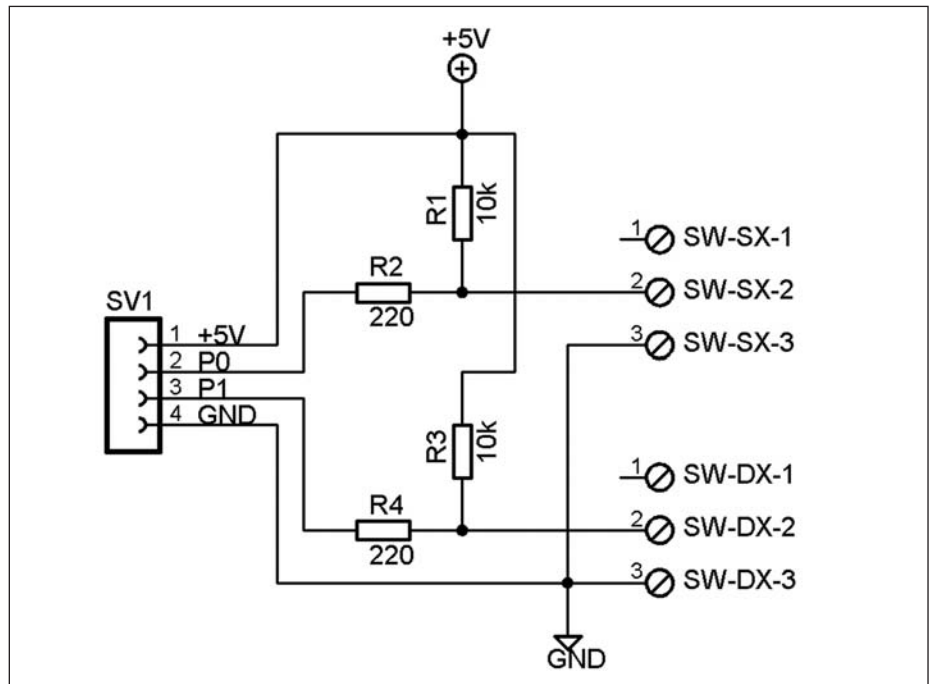 +5V
R1
10k
1 SW-SX-1
R2
220
2 SW-SX-2
SV1
3 SW-SX-3
1 +5V
2 P0
3 P1
4 GND
R3
10k
1 SW-DX-1
R4
220
2 SW-DX-2
3 SW-DX-3
GND